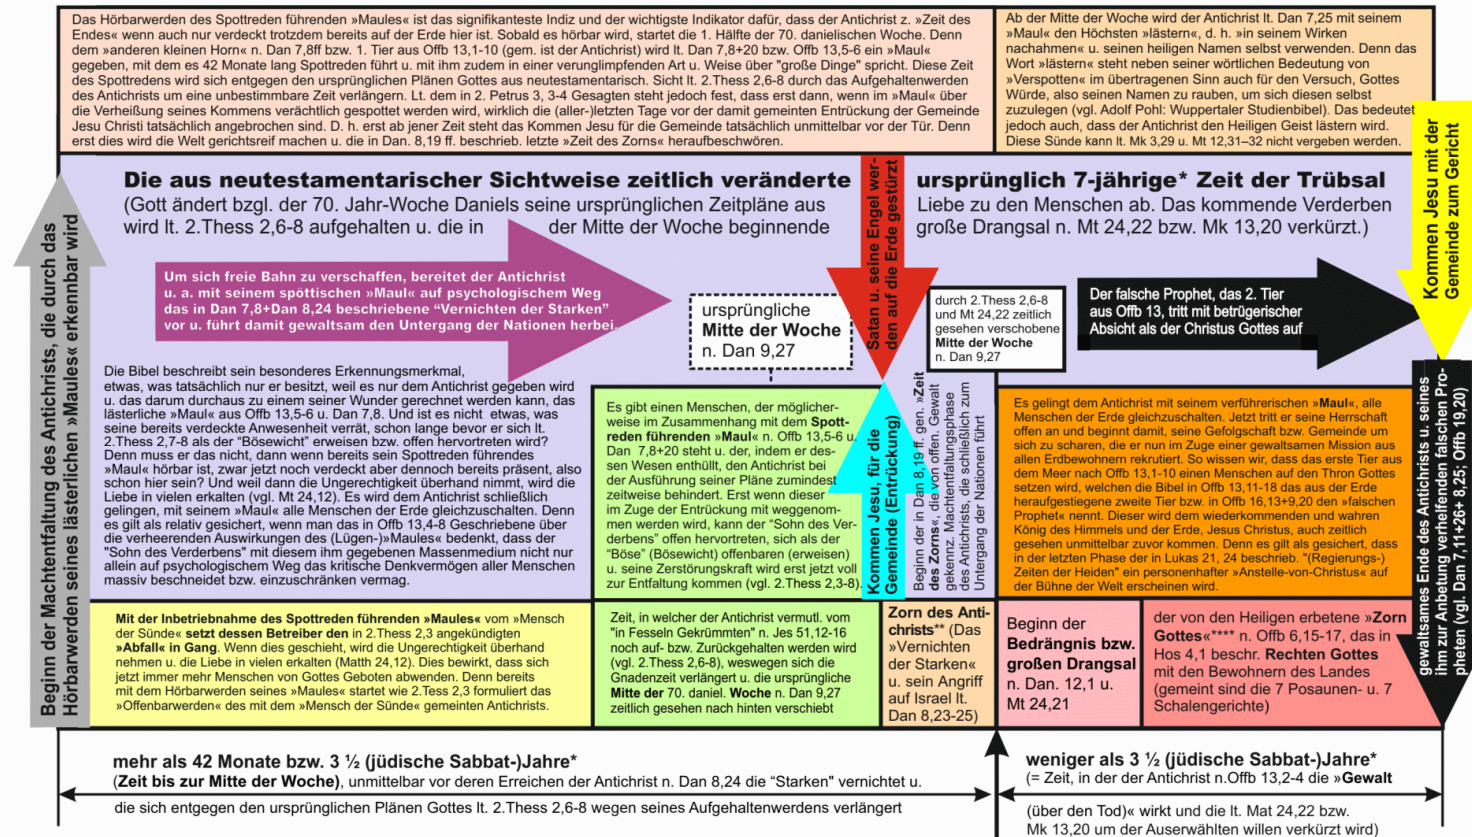 Das Hörbarwerden des Spottreden führenden »Maules« ist das signifikanteste Indiz und der wichtigste Indikator dafür, dass der Antichrist z. »Zeit des
Endes« wenn auch nur verdeckt trotzdem bereits auf der Erde hier ist. Sobald es hörbar wird, startet die 1. Hälfte der 70. danielischen Woche. Denn
dem »anderen kleinen Horn« n. Dan 7,8ff bzw. 1. Tier aus Offb 13,1-10 (gem. ist der Antichrist) wird lt. Dan 7,8+20 bzw. Offb 13,5-6 ein »Maul«
gegeben, mit dem es 42 Monate lang Spottreden führt u. mit ihm zudem in einer verunglimpfenden Art u. Weise über "große Dinge" spricht. Diese Zeit
des Spottredens wird sich entgegen den ursprünglichen Plänen Gottes aus neutestamentarisch. Sicht lt. 2.Thess 2,6-8 durch das Aufgehaltenwerden
des Antichrists um eine unbestimmbare Zeit verlängern. Lt. dem in 2. Petrus 3, 3-4 Gesagten steht jedoch fest, dass erst dann, wenn im »Maul« über
die Verheißung seines Kommens verächtlich gespottet werden wird, wirklich die (aller-)letzten Tage vor der damit gemeinten Entrückung der Gemeinde
Jesu Christi tatsächlich angebrochen sind. D. h. erst ab jener Zeit steht das Kommen Jesu für die Gemeinde tatsächlich unmittelbar vor der Tür. Denn
erst dies wird die Welt gerichtsreif machen u. die in Dan. 8,19 ff. beschrieb. letzte »Zeit des Zorns« heraufbeschwören.
Ab der Mitte der Woche wird der Antichrist lt. Dan 7,25 mit seinem
»Maul« den Höchsten »lästern«, d. h. »in seinem Wirken
nachahmen« u. seinen heiligen Namen selbst verwenden. Denn das
Wort »lästern« steht neben seiner wörtlichen Bedeutung von
»Verspotten« im übertragenen Sinn auch für den Versuch, Gottes
Würde, also seinen Namen zu rauben, um sich diesen selbst
zuzulegen (vgl. Adolf Pohl: Wuppertaler Studienbibel). Das bedeutet
jedoch auch, dass der Antichrist den Heiligen Geist lästern wird.
Diese Sünde kann lt. Mk 3,29 u. Mt 12,31–32 nicht vergeben werden.
Beginn der Machtentfaltung des Antichrists, die durch das
Hörbarwerden seines lästerlichen »Maules« erkennbar wird
Die aus neutestamentarischer Sichtweise zeitlich veränderte
(Gott ändert bzgl. der 70. Jahr-Woche Daniels seine ursprünglichen Zeitpläne aus
wird lt. 2.Thess 2,6-8 aufgehalten u. die in der Mitte der Woche beginnende
ursprünglich 7-jährige* Zeit der Trübsal
Liebe zu den Menschen ab. Das kommende Verderben
große Drangsal n. Mt 24,22 bzw. Mk 13,20 verkürzt.)
Satan u. seine Engel wer-
den auf die Erde gestürzt
Kommen Jesu mit der
Gemeinde zum Gericht
Um sich freie Bahn zu verschaffen, bereitet der Antichrist
u. a. mit seinem spöttischen »Maul« auf psychologischem Weg
das in Dan 7,8+Dan 8,24 beschriebene "Vernichten der Starken"
vor u. führt damit gewaltsam den Untergang der Nationen herbei.
ursprüngliche
Mitte der Woche
n. Dan 9,27
durch 2.Thess 2,6-8
und Mt 24,22 zeitlich
gesehen verschobene
Mitte der Woche
n. Dan 9,27
Der falsche Prophet, das 2. Tier
aus Offb 13, tritt mit betrügerischer
Absicht als der Christus Gottes auf
Die Bibel beschreibt sein besonderes Erkennungsmerkmal,
etwas, was tatsächlich nur er besitzt, weil es nur dem Antichrist gegeben wird
u. das darum durchaus zu einem seiner Wunder gerechnet werden kann, das
lästerliche »Maul« aus Offb 13,5-6 u. Dan 7,8. Und ist es nicht etwas, was
seine bereits verdeckte Anwesenheit verrät, schon lange bevor er sich lt.
2.Thess 2,7-8 als der "Bösewicht" erweisen bzw. offen hervortreten wird?
Denn muss er das nicht, dann wenn bereits sein Spottreden führendes
»Maul« hörbar ist, zwar jetzt noch verdeckt aber dennoch bereits präsent, also
schon hier sein? Und weil dann die Ungerechtigkeit überhand nimmt, wird die
Liebe in vielen erkalten (vgl. Mt 24,12). Es wird dem Antichrist schließlich
gelingen, mit seinem »Maul« alle Menschen der Erde gleichzuschalten. Denn
es gilt als relativ gesichert, wenn man das in Offb 13,4-8 Geschriebene über
die verheerenden Auswirkungen des (Lügen-)»Maules« bedenkt, dass der
"Sohn des Verderbens" mit diesem ihm gegebenen Massenmedium nicht nur
allein auf psychologischem Weg das kritische Denkvermögen aller Menschen
massiv beschneidet bzw. einzuschränken vermag.
Es gibt einen Menschen, der möglicher-
weise im Zusammenhang mit dem Spott-
reden führenden »Maul« n. Offb 13,5-6 u.
Dan 7,8+20 steht u. der, indem er des-
sen Wesen enthüllt, den Antichrist bei
der Ausführung seiner Pläne zumindest
zeitweise behindert. Erst wenn dieser
im Zuge der Entrückung mit weggenom-
men werden wird, kann der "Sohn des Ver-
derbens" offen hervortreten, sich als der
"Böse" (Bösewicht) offenbaren (erweisen)
u. seine Zerstörungskraft wird erst jetzt voll
zur Entfaltung kommen (vgl. 2.Thess 2,3-8).
Kommen Jesu, für die
Gemeinde (Entrückung)
Beginn der in Dan 8,19 ff. gen. »Zeit
des Zorns«, die von offen. Gewalt
gekennz. Machtentfaltungsphase
des Antichrists, die schließlich zum
Untergang der Nationen führt
Es gelingt dem Antichrist mit seinem verführerischen »Maul«, alle
Menschen der Erde gleichzuschalten. Jetzt tritt er seine Herrschaft
offen an und beginnt damit, seine Gefolgschaft bzw. Gemeinde um
sich zu scharen, die er nun im Zuge einer gewaltsamen Mission aus
allen Erdbewohnern rekrutiert. So wissen wir, dass das erste Tier aus
dem Meer nach Offb 13,1-10 einen Menschen auf den Thron Gottes
setzen wird, welchen die Bibel in Offb 13,11-18 das aus der Erde
heraufgestiegene zweite Tier bzw. in Offb 16,13+9,20 den »falschen
Prophet« nennt. Dieser wird dem wiederkommenden und wahren
König des Himmels und der Erde, Jesus Christus, auch zeitlich
gesehen unmittelbar zuvor kommen. Denn es gilt als gesichert, dass
in der letzten Phase der in Lukas 21, 24 beschrieb. "(Regierungs-)
Zeiten der Heiden" ein personenhafter »Anstelle-von-Christus« auf
der Bühne der Welt erscheinen wird.
gewaltsames Ende des Antichrists u. seines
ihm zur Anbetung verhelfenden falschen Pro-
pheten (vgl. Dan 7,11+26+ 8,25; Offb 19,20)
Mit der Inbetriebnahme des Spottreden führenden »Maules« vom »Mensch
der Sünde« setzt dessen Betreiber den in 2.Thess 2,3 angekündigten
»Abfall« in Gang. Wenn dies geschieht, wird die Ungerechtigkeit überhand
nehmen u. die Liebe in vielen erkalten (Matth 24,12). Dies bewirkt, dass sich
jetzt immer mehr Menschen von Gottes Geboten abwenden. Denn bereits
mit dem Hörbarwerden seines »Maules« startet wie 2.Tess 2,3 formuliert das
»Offenbarwerden« des mit dem »Mensch der Sünde« gemeinten Antichrists.
Zeit, in welcher der Antichrist vermutl. vom
"in Fesseln Gekrümmten" n. Jes 51,12-16
noch auf- bzw. Zurückgehalten werden wird
(vgl. 2.Thess 2,6-8), weswegen sich die
Gnadenzeit verlängert u. die ursprüngliche
Mitte der 70. daniel. Woche n. Dan 9,27
zeitlich gesehen nach hinten verschiebt
Zorn des Anti-
christs** (Das
»Vernichten
der Starken«
u. sein Angriff
auf Israel lt.
Dan 8,23-25)
Beginn der
Bedrängnis bzw.
großen Drangsal
n. Dan. 12,1 u.
Mt 24,21
der von den Heiligen erbetene »Zorn
Gottes«**** n. Offb 6,15-17, das in
Hos 4,1 beschr. Rechten Gottes
mit den Bewohnern des Landes
(gemeint sind die 7 Posaunen- u. 7
Schalengerichte)
mehr als 42 Monate bzw. 3 ½ (jüdische Sabbat-)Jahre*
(Zeit bis zur Mitte der Woche), unmittelbar vor deren Erreichen der Antichrist n. Dan 8,24 die "Starken" vernichtet u.
die sich entgegen den ursprünglichen Plänen Gottes lt. 2.Thess 2,6-8 wegen seines Aufgehaltenwerdens verlängert
weniger als 3 ½ (jüdische Sabbat-)Jahre*
(= Zeit, in der der Antichrist n.Offb 13,2-4 die »Gewalt
(über den Tod)« wirkt und die lt. Mat 24,22 bzw.
Mk 13,20 um der Auserwählten willen verkürzt wird)